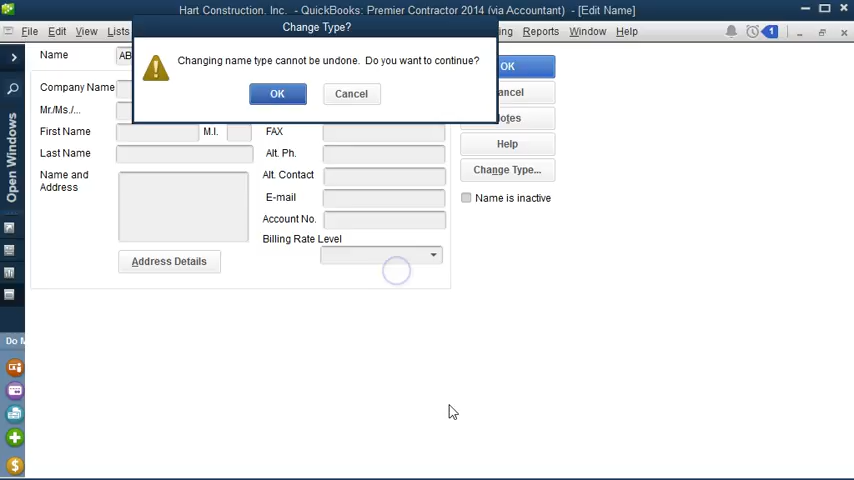 Hart Construction. Inc. - QuickBooks: Premier Contractor 2014 (via Accountant) - [Edit Name]
File Edit View Lists Reports Window Help 1
Change Type?
Changing name type cannot be undone. Do you want to continue?
OK Cancel
Name AB
Company Name
Mr./Ms./...
First Name M.I.
Last Name
Name and
Address
Address Details
FAX
Alt. Ph.
Alt. Contact
E-mail
Account No.
Billing Rate Level
OK
Help
Change Type...
Name is inactive
Open Windows
Do M